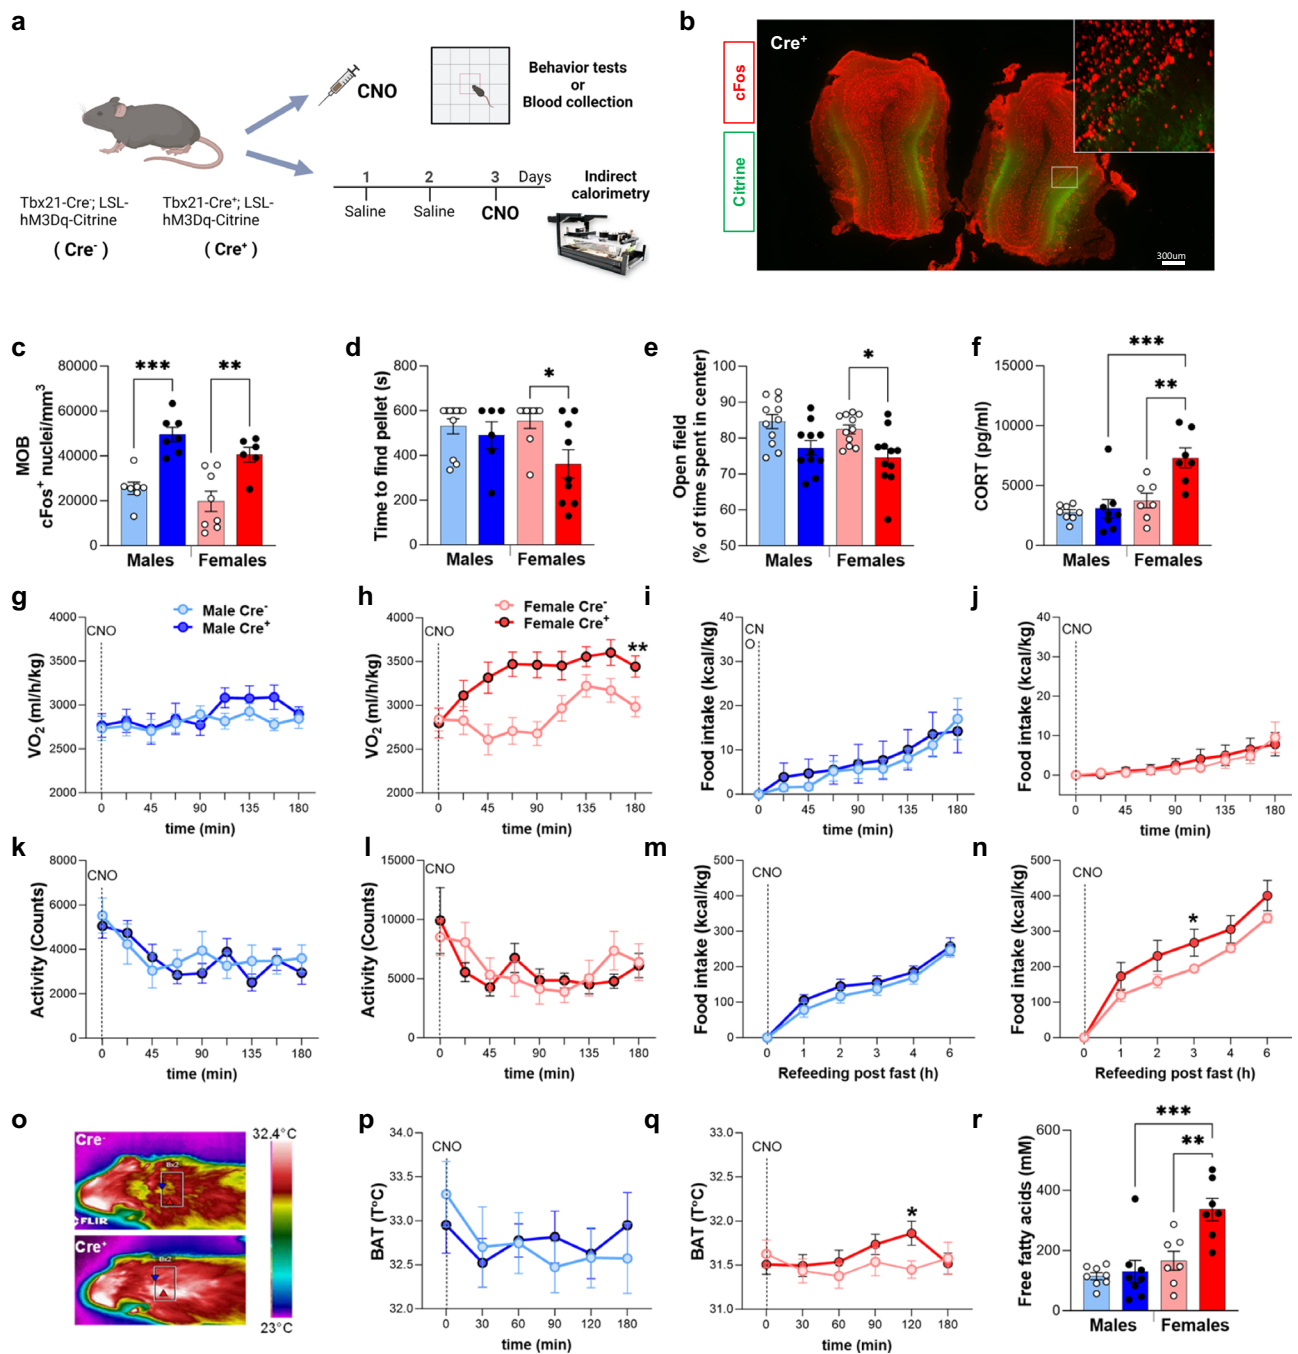 a
CNO
Behavior tests
or
Blood collection
1 2 3 Days
Saline Saline CNO
Indirect
calorimetry
Tbx21-Cre-; LSL-
hM3Dq-Citrine
( Cre- )
Tbx21-Cre+; LSL-
hM3Dq-Citrine
( Cre+ )
b
cFos
Citrine
Cre+
300um
c
MOB
cFos+ nuclei/mm3
80000
60000
40000
20000
0
***
**
Males Females
d
Time to find pellet (s)
800
600
400
200
0
*
Males Females
e
Open field
(% of time spent in center)
100
90
80
70
60
50
*
Males Females
f
CORT (pg/ml)
15000
10000
5000
0
***
**
Males Females
g
Male Cre-
Male Cre+
VO2 (ml/h/kg)
4000
3500
3000
2500
2000
CNO
0 45 90 135 180
time (min)
h
Female Cre-
Female Cre+
VO2 (ml/h/kg)
4000
3500
3000
2500
2000
CNO
**
0 45 90 135 180
time (min)
i
Food intake (kcal/kg)
40
30
20
10
0
CN
O
0 45 90 135 180
time (min)
j
Food intake (kcal/kg)
40
30
20
10
0
CNO
0 45 90 135 180
time (min)
k
Activity (Counts)
8000
6000
4000
2000
0
CNO
0 45 90 135 180
time (min)
l
Activity (Counts)
15000
10000
5000
0
CNO
0 45 90 135 180
time (min)
m
Food intake (kcal/kg)
500
400
300
200
100
0
CNO
0 1 2 3 4 6
Refeeding post fast (h)
n
Food intake (kcal/kg)
500
400
300
200
100
0
CNO
*
0 1 2 3 4 6
Refeeding post fast (h)
o
Cre-
Bx2
FLIR
Cre+
Bx2
32.4°C
23°C
p
BAT (T°C)
34.0
33.5
33.0
32.5
32.0
CNO
0 30 60 90 120 180
time (min)
q
BAT (T°C)
33.0
32.5
32.0
31.5
31.0
CNO
*
0 30 60 90 120 180
time (min)
r
Free fatty acids (mM)
600
400
200
0
***
**
Males Females